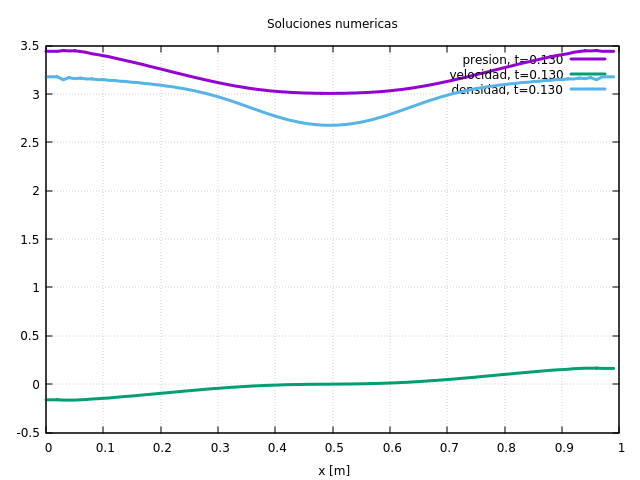 Soluciones numericas
3.5
presion, t=0.130
velocidad, t=0.130
densidad, t=0.130
3
2.5
2
1.5
1
0.5
0
-0.5
0 0.1 0.2 0.3 0.4 0.5 0.6 0.7 0.8 0.9 1
x [m]